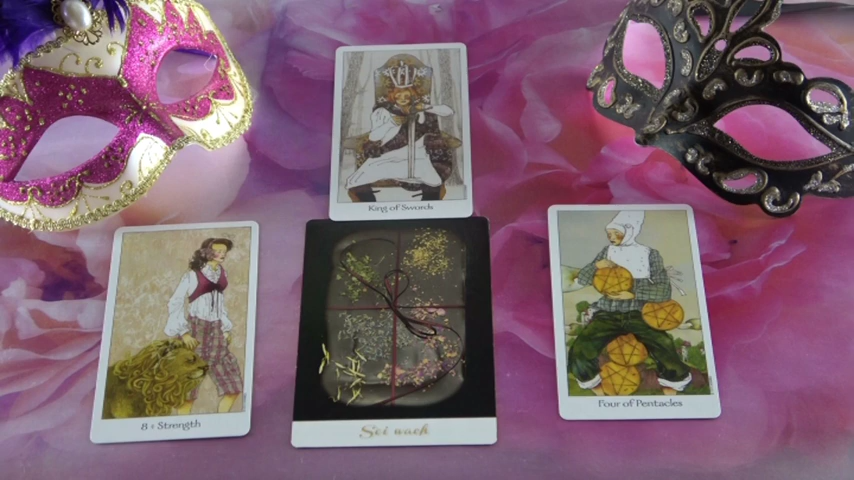 King of Swords
8 : Strength
Sei wach
Four of Pentacles